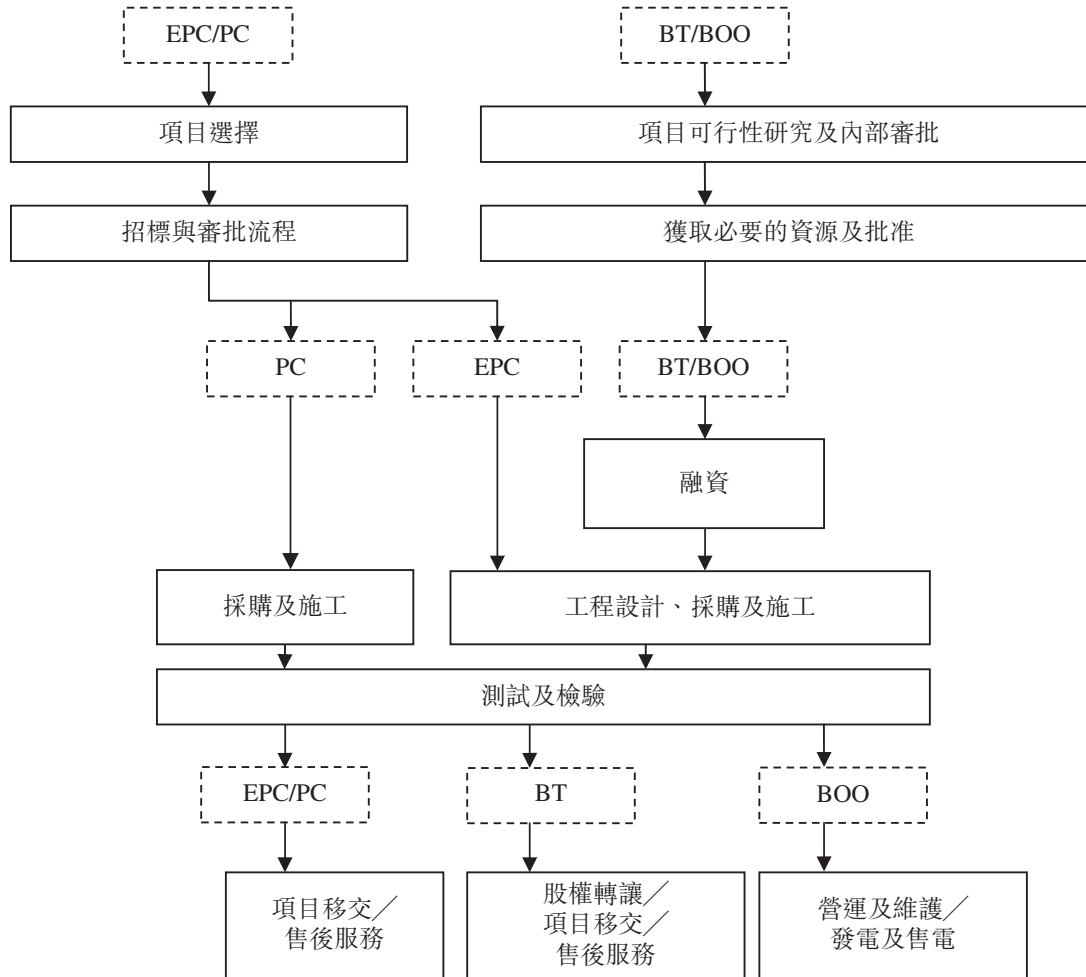 EPC/PC
BT/BOO
項目選擇
項目可行性研究及內部審批
招標與審批流程
獲取必要的資源及批准
PC
EPC
BT/BOO
融資
採購及施工
工程設計、採購及施工
測試及檢驗
EPC/PC
BT
BOO
項目移交╱
售後服務
股權轉讓╱
項目移交╱
售後服務
營運及維護╱
發電及售電